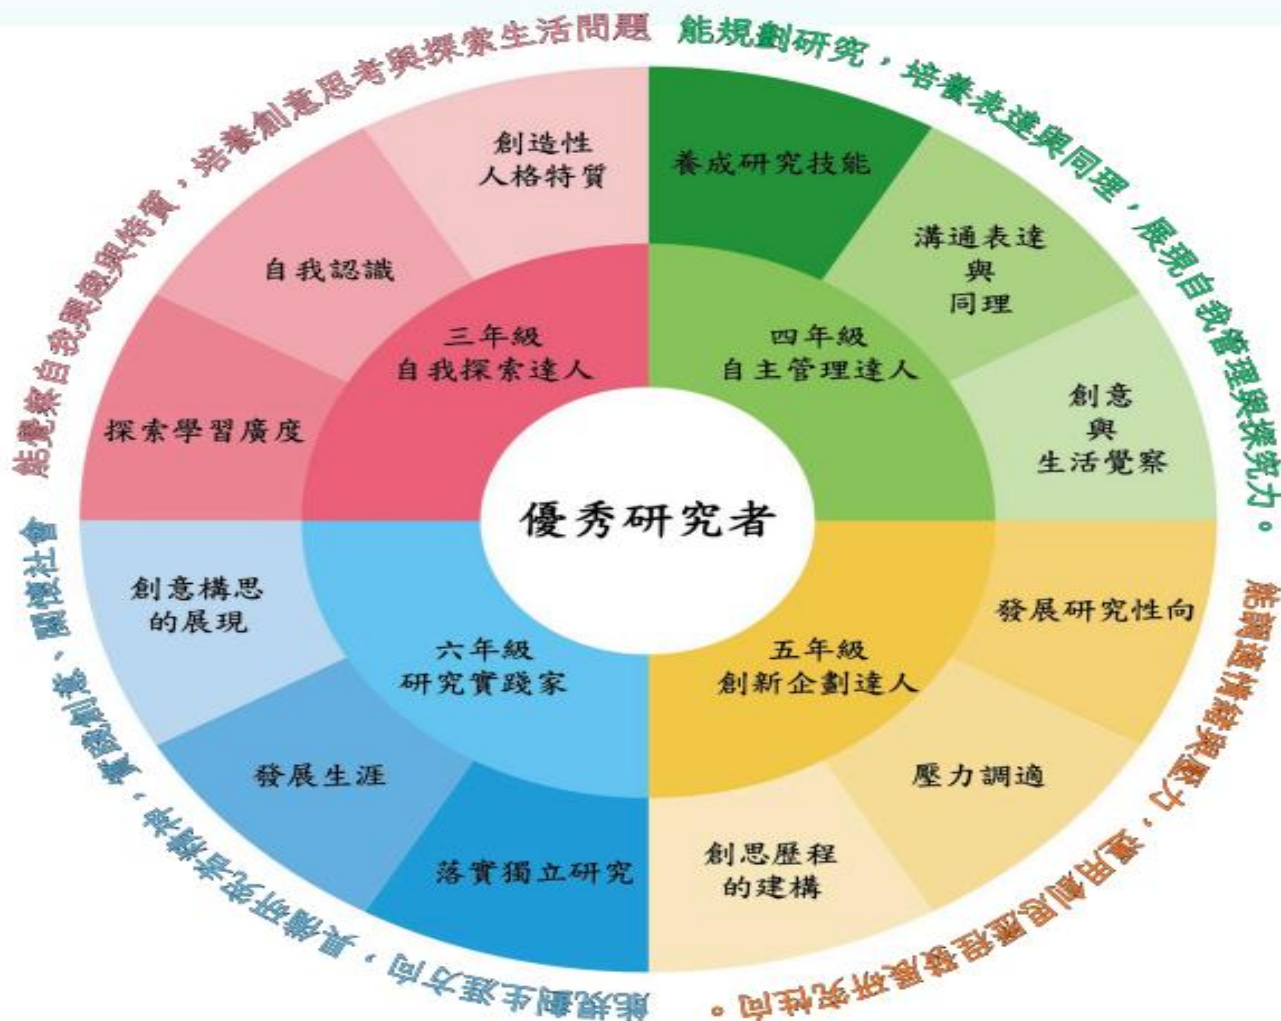 能覺察自我興趣與特質，培養創意思考與探索生活問題
能規劃研究，培養表達與同理，展現自我管理與探究力。
能調適情緒與壓力，運用創思歷程發展研究性向。
能規劃生涯方向，具備研究者精神，實踐創意、關懷社會
創造性
人格特質
自我認識
探索學習廣度
三年級
自我探索達人
養成研究技能
溝通表達
與
同理
創意
與
生活覺察
四年級
自主管理達人
優秀研究者
發展研究性向
壓力調適
創思歷程
的建構
五年級
創新企劃達人
創意構思
的展現
發展生涯
落實獨立研究
六年級
研究實踐家